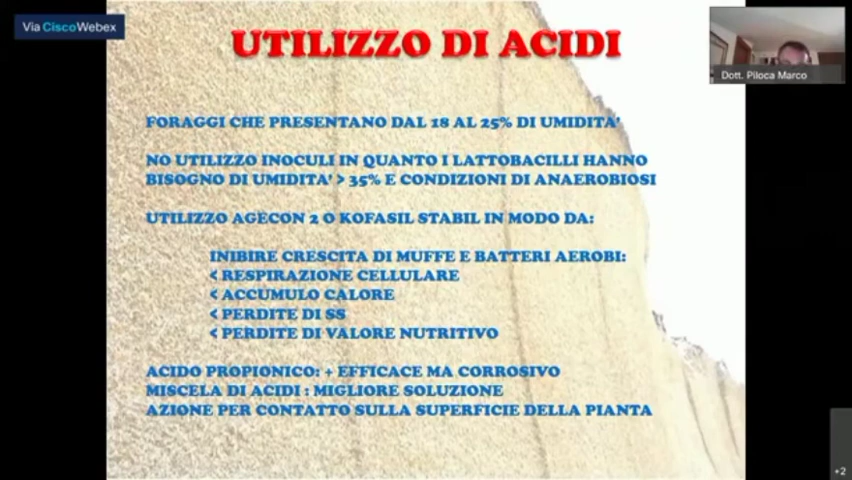 Via CiscoWebex
UTILIZZO DI ACIDI
Dott. Piloca Marco
FORAGGI CHE PRESENTANO DAL 18 AL 25% DI UMIDITA'
NO UTILIZZO INOCULI IN QUANTO I LATTOBACILLI HANNO
BISOGNO DI UMIDITA' > 35% E CONDIZIONI DI ANAEROBIOSI
UTILIZZO AGECON 2 O KOFASIL STABIL IN MODO DA:
INIBIRE CRESCITA DI MUFFE E BATTERI AEROBI:
< RESPIRAZIONE CELLULARE
< ACCUMULO CALORE
< PERDITE DI SS
< PERDITE DI VALORE NUTRITIVO
ACIDO PROPIONICO: + EFFICACE MA CORROSIVO
MISCELA DI ACIDI : MIGLIORE SOLUZIONE
AZIONE PER CONTATTO SULLA SUPERFICIE DELLA PIANTA
+2